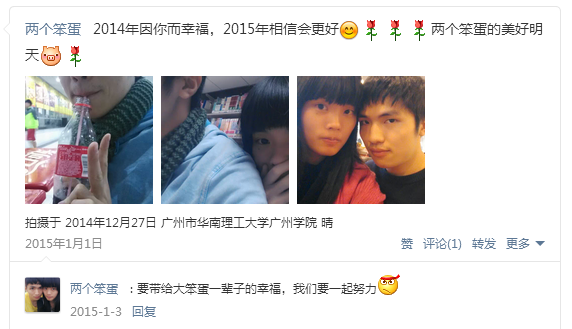 两个笨蛋 2014年因你而幸福，2015年相信会更好 两个笨蛋的美好明
天
拍摄于 2014年12月27日 广州市华南理工大学广州学院 晴
2015年1月1日 赞 评论(1) 转发 更多
两个笨蛋 ：要带给大笨蛋一辈子的幸福，我们要一起努力
2015-1-3 回复